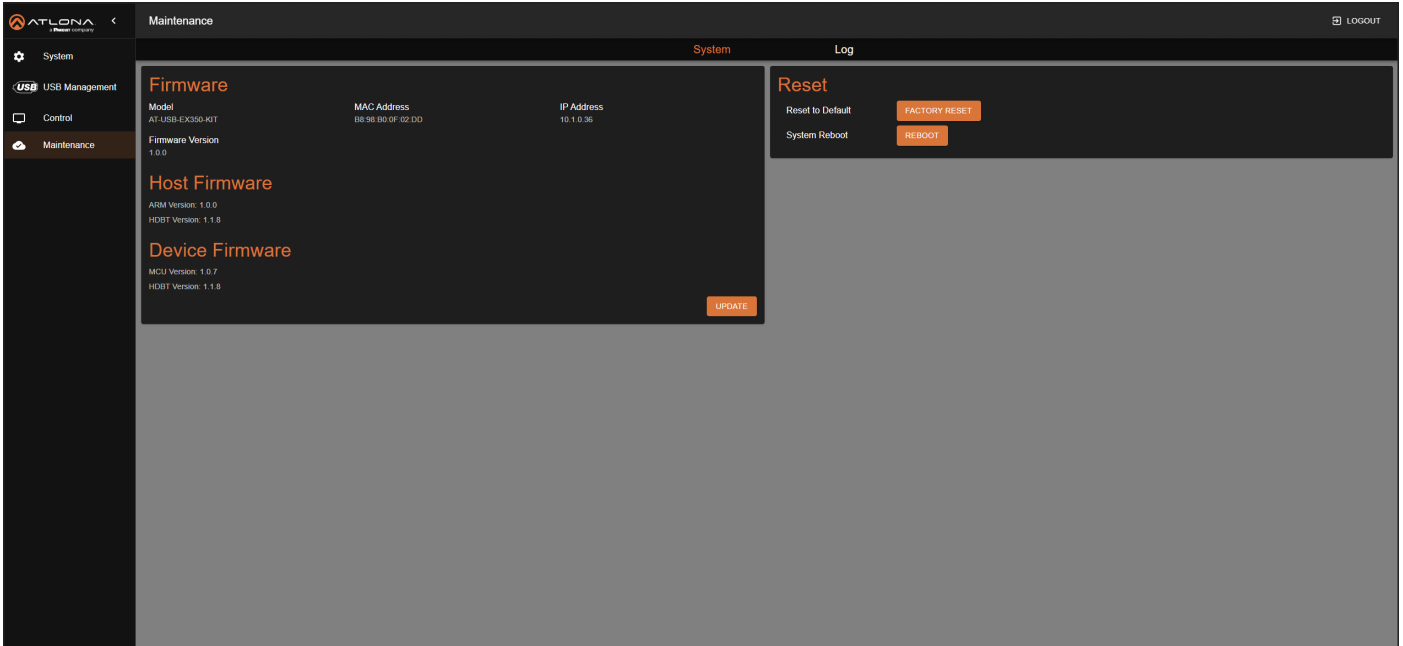 ATLONA
a Panduit company
Maintenance
LOGOUT
System
USB Management
Control
Maintenance
System
Log
Firmware
Model
MAC Address
IP Address
AT-USB-EX350-KIT
B8:98:B0:0F:02:DD
10.1.0.36
Firmware Version
1.0.0
Host Firmware
ARM Version: 1.0.0
HDBT Version: 1.1.8
Device Firmware
MCU Version: 1.0.7
HDBT Version: 1.1.8
UPDATE
Reset
Reset to Default
FACTORY RESET
System Reboot
REBOOT